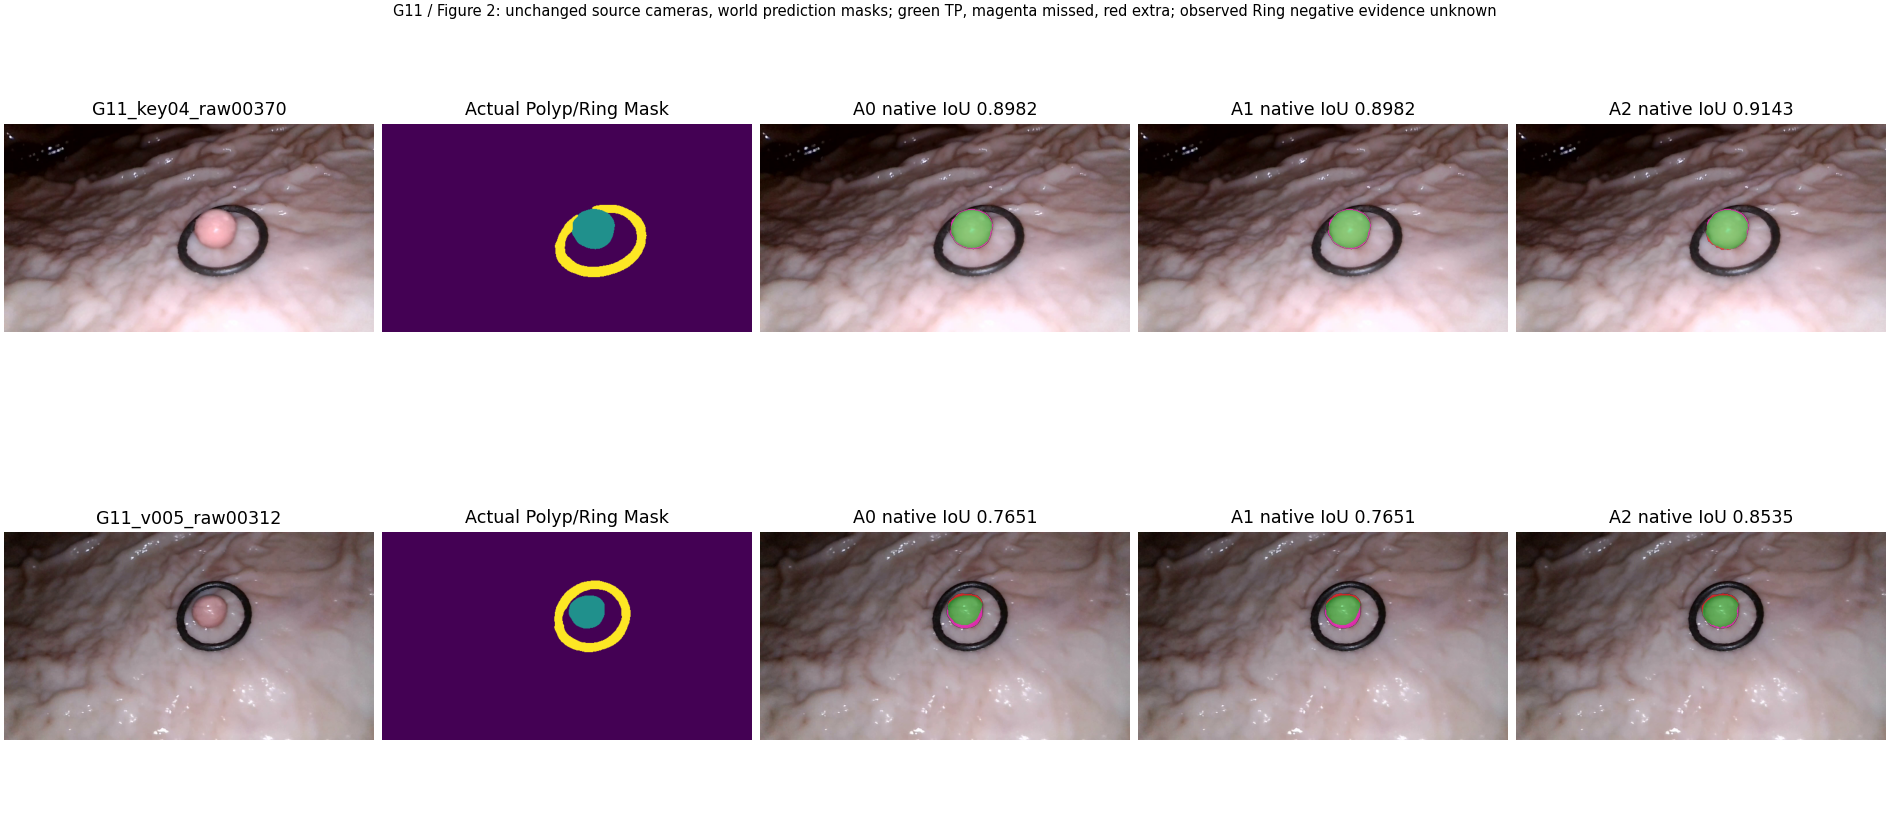 G11 / Figure 2: unchanged source cameras, world prediction masks; green TP, magenta missed, red extra; observed Ring negative evidence unknown
G11_key04_raw00370
Actual Polyp/Ring Mask
A0 native IoU 0.8982
A1 native IoU 0.8982
A2 native IoU 0.9143
G11_v005_raw00312
Actual Polyp/Ring Mask
A0 native IoU 0.7651
A1 native IoU 0.7651
A2 native IoU 0.8535